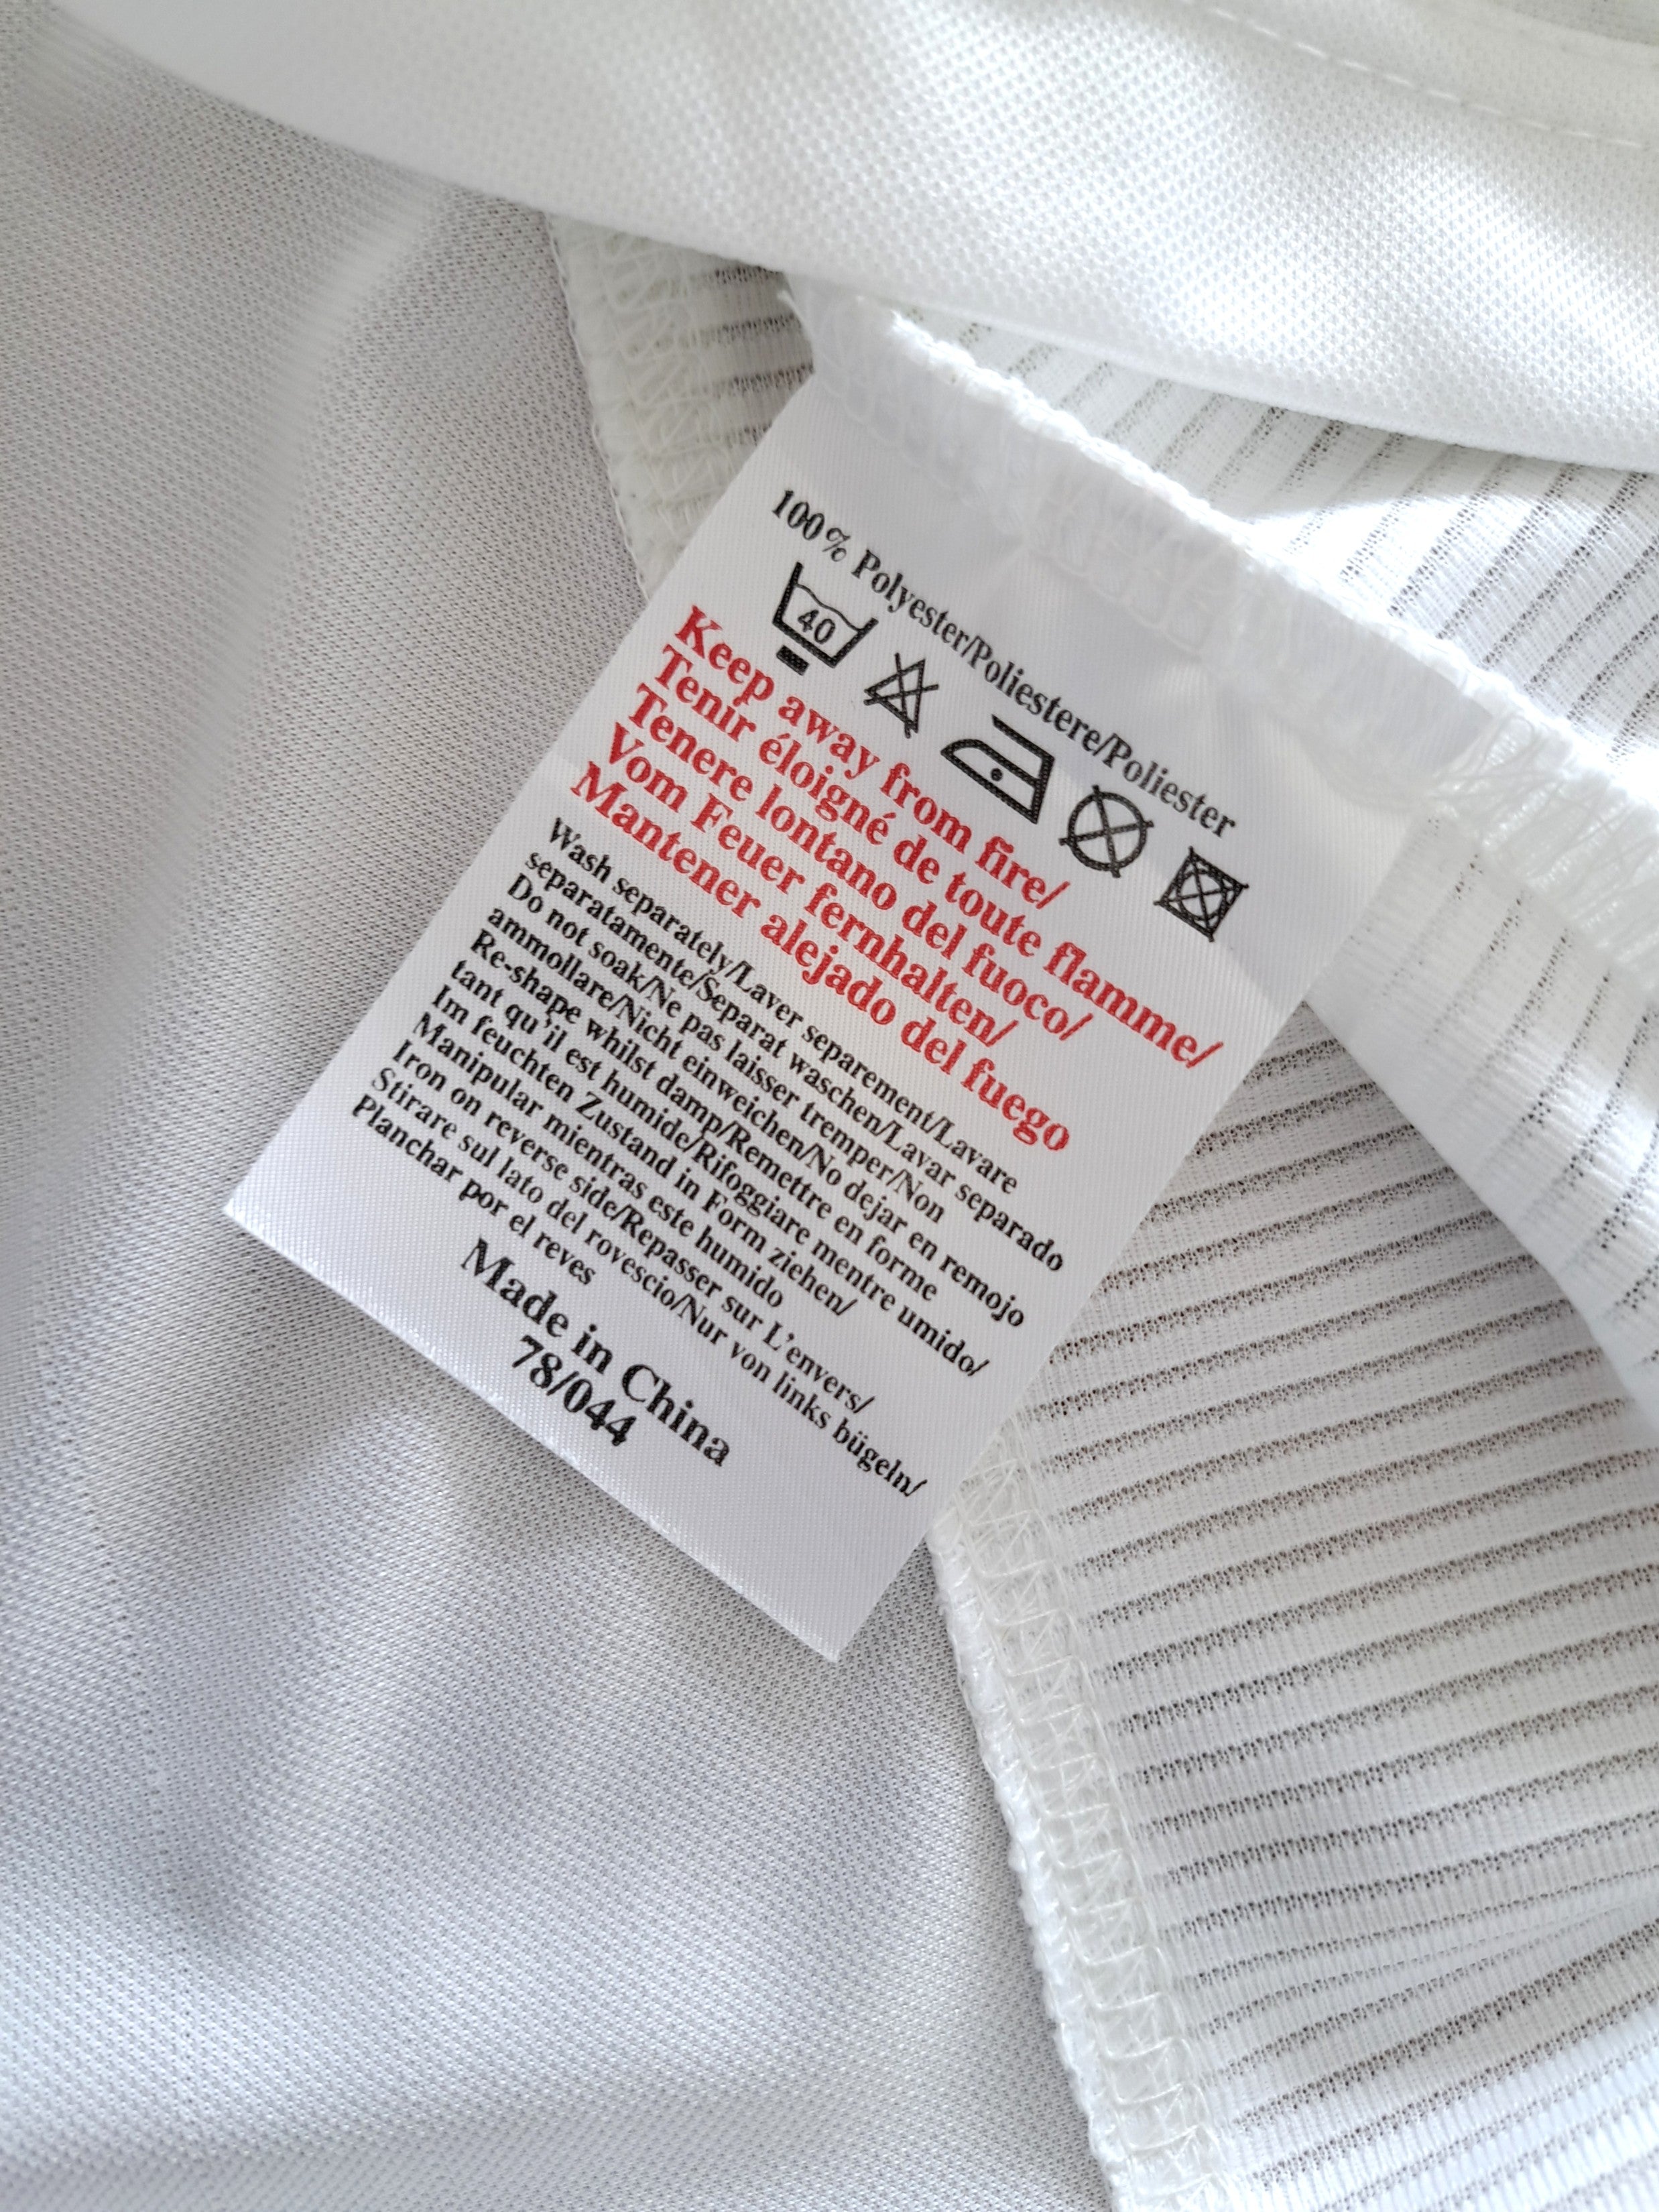 100% Polyester/Poliestere/Poliester
40
Keep away from fire/
Tenir éloigné de toute flamme/
Tenere lontano del fuoco/
Vom Feuer fernhalten/
Mantener alejado del fuego
Wash separately/Laver separement/Lavare
separatamente/Separat waschen/Lavar separado
Do not soak/Ne pas laisser tremper/Non
ammollare/Nicht einweichen/No dejar en remojo
Re-shape whilst damp/Remettre en forme
tant qu'il est humide/Rifoggiare mentre umido/
Im feuchten Zustand in Form ziehen/
Manipular mientras este humido
Iron on reverse side/Repasser sur L'envers/
Stirare sul lato del rovescio/Nur von links bügeln/
Planchar por el reves
Made in China
78/044